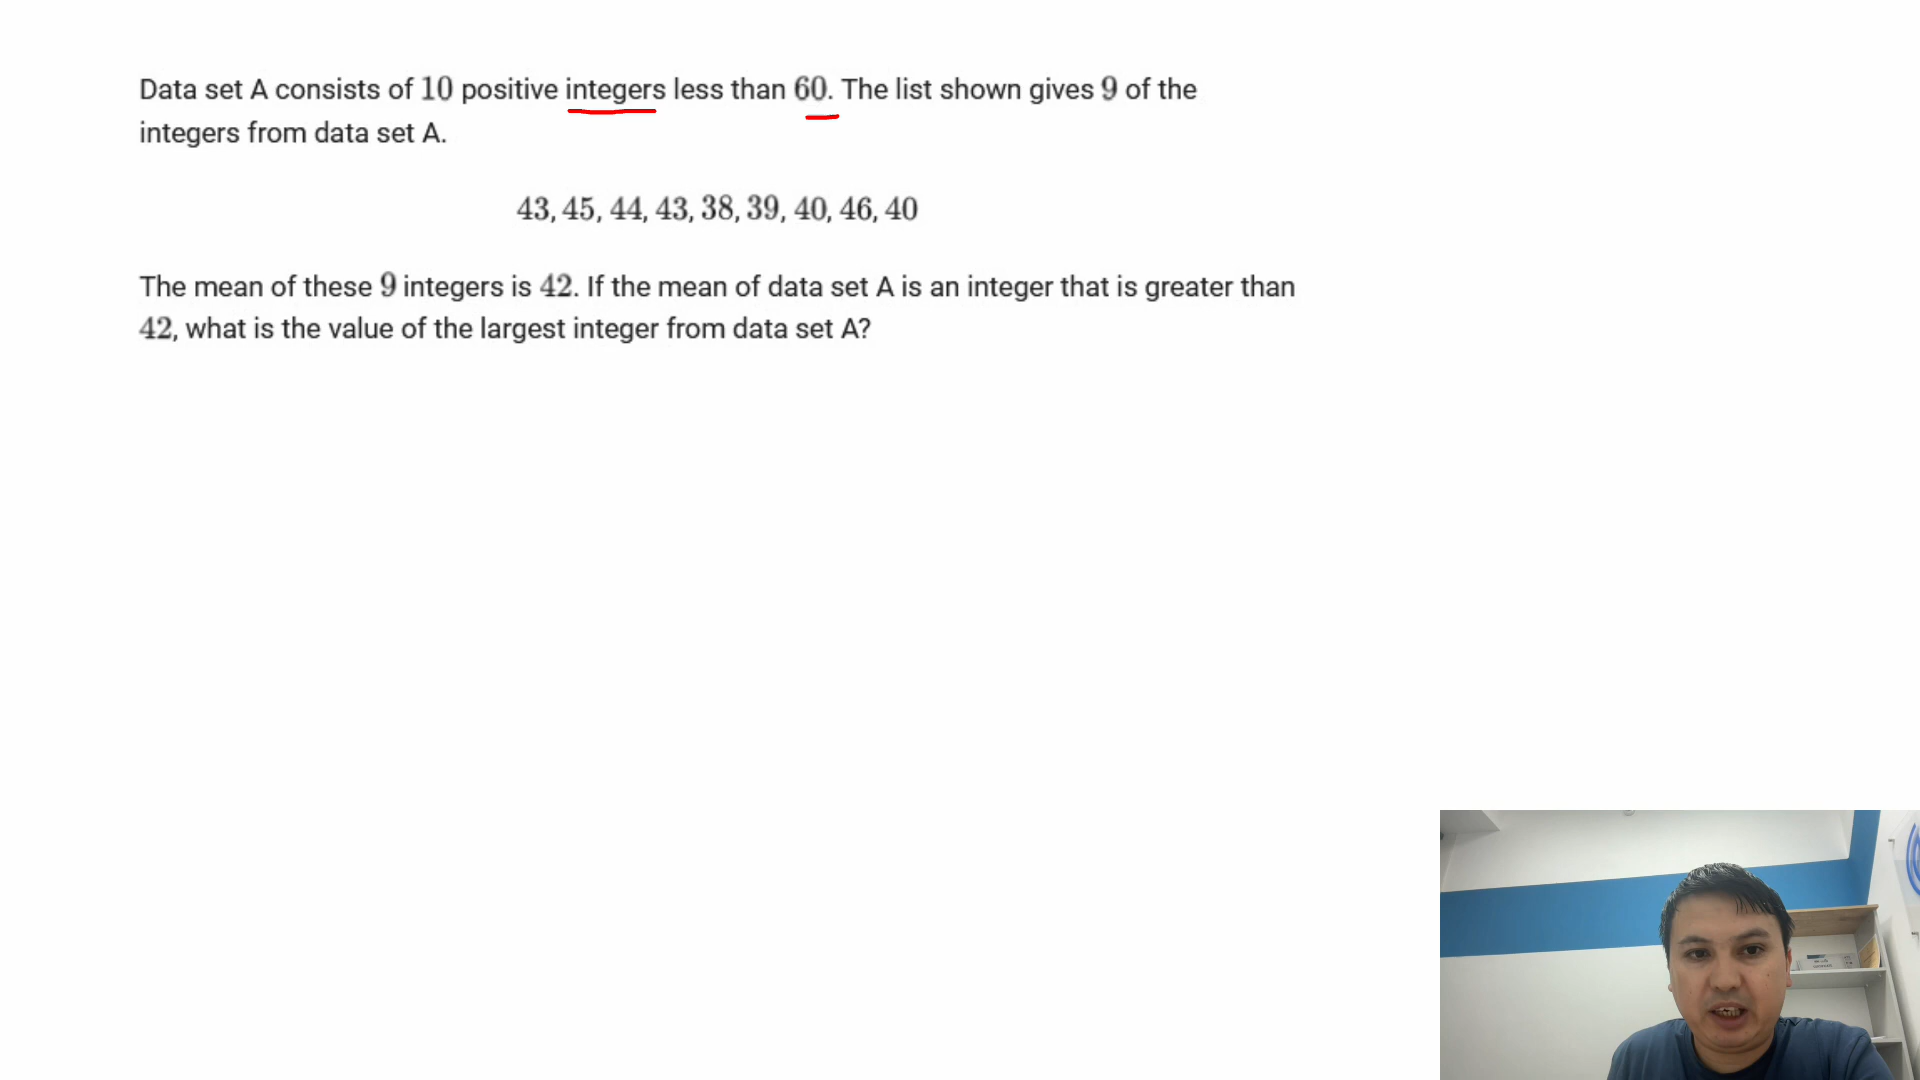 Data set A consists of 10 positive integers less than 60. The list shown gives 9 of the
integers from data set A.
43, 45, 44, 43, 38, 39, 40, 46, 40
The mean of these 9 integers is 42. If the mean of data set A is an integer that is greater than
42, what is the value of the largest integer from data set A?